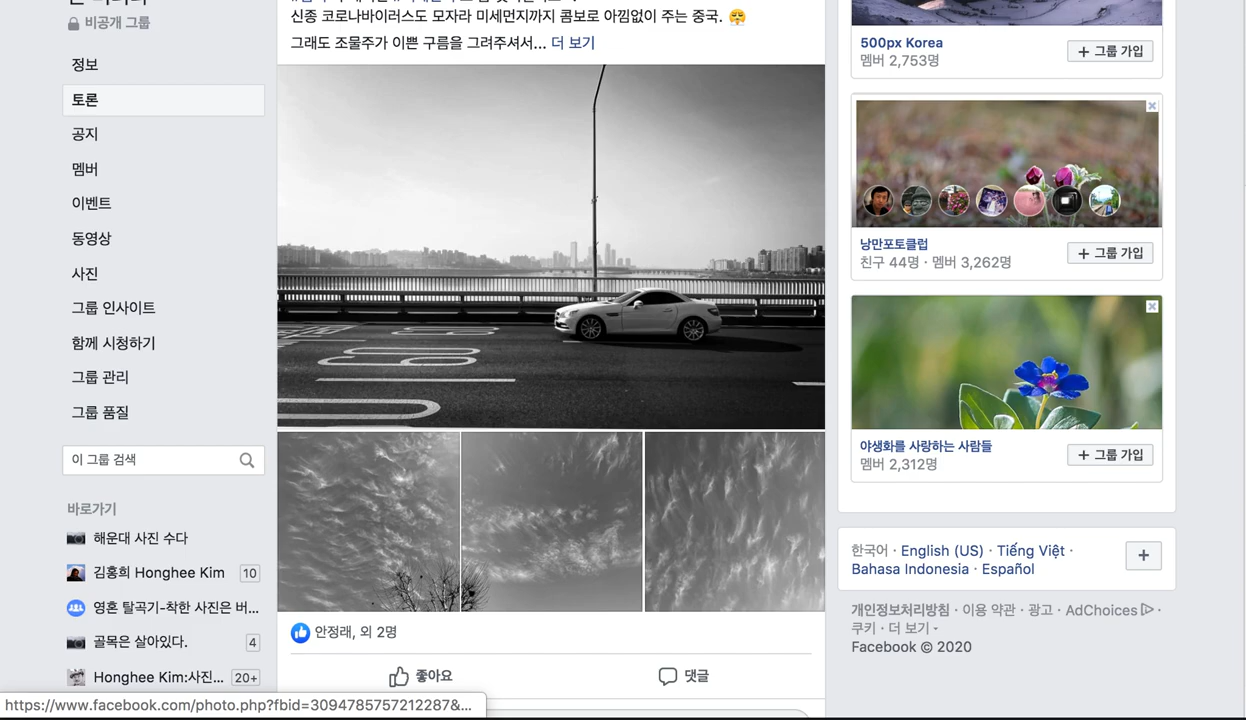 비공개 그룹
정보
토론
공지
멤버
이벤트
동영상
사진
그룹 인사이트
함께 시청하기
그룹 관리
그룹 품질
이 그룹 검색
바로가기
해운대 사진 수다
김홍희 Honghee Kim 10
영혼 탈곡기-착한 사진은 버...
골목은 살아있다. 4
Honghee Kim:사진... 20+
https://www.facebook.com/photo.php?fbid=3094785757212287&...
신종 코로나바이러스도 모자라 미세먼지까지 콤보로 아낌없이 주는 중국. 😤
그래도 조물주가 이쁜 구름을 그려주셔서... 더 보기
안정래, 외 2명
좋아요
댓글
500px Korea
멤버 2,753명
+ 그룹 가입
낭만포토클럽
친구 44명 · 멤버 3,262명
+ 그룹 가입
야생화를 사랑하는 사람들
멤버 2,312명
+ 그룹 가입
한국어 · English (US) · Tiếng Việt ·
Bahasa Indonesia · Español
+
개인정보처리방침 · 이용 약관 · 광고 · AdChoices ·
쿠키 · 더 보기
Facebook © 2020